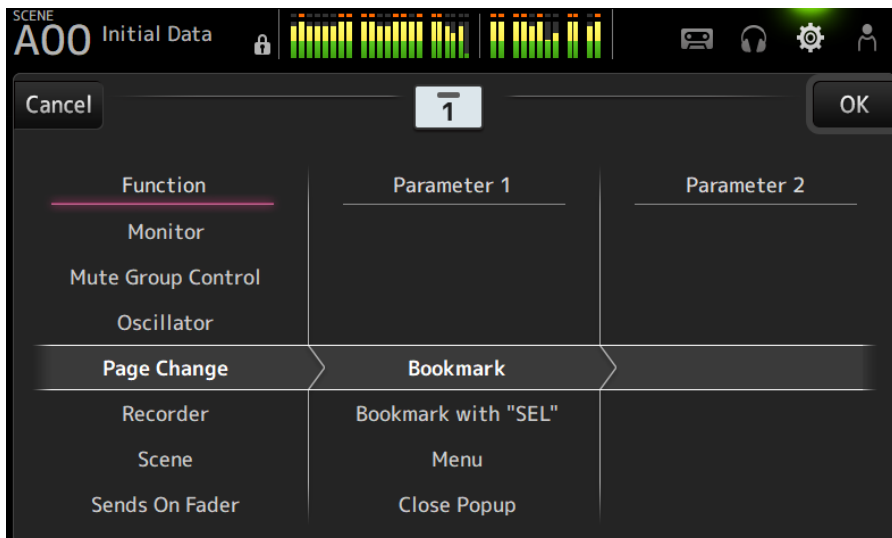 SCENE
A00 Initial Data
Cancel
1
OK
Function
Parameter 1
Parameter 2
Monitor
Mute Group Control
Oscillator
Page Change
Bookmark
Recorder
Bookmark with "SEL"
Scene
Menu
Sends On Fader
Close Popup